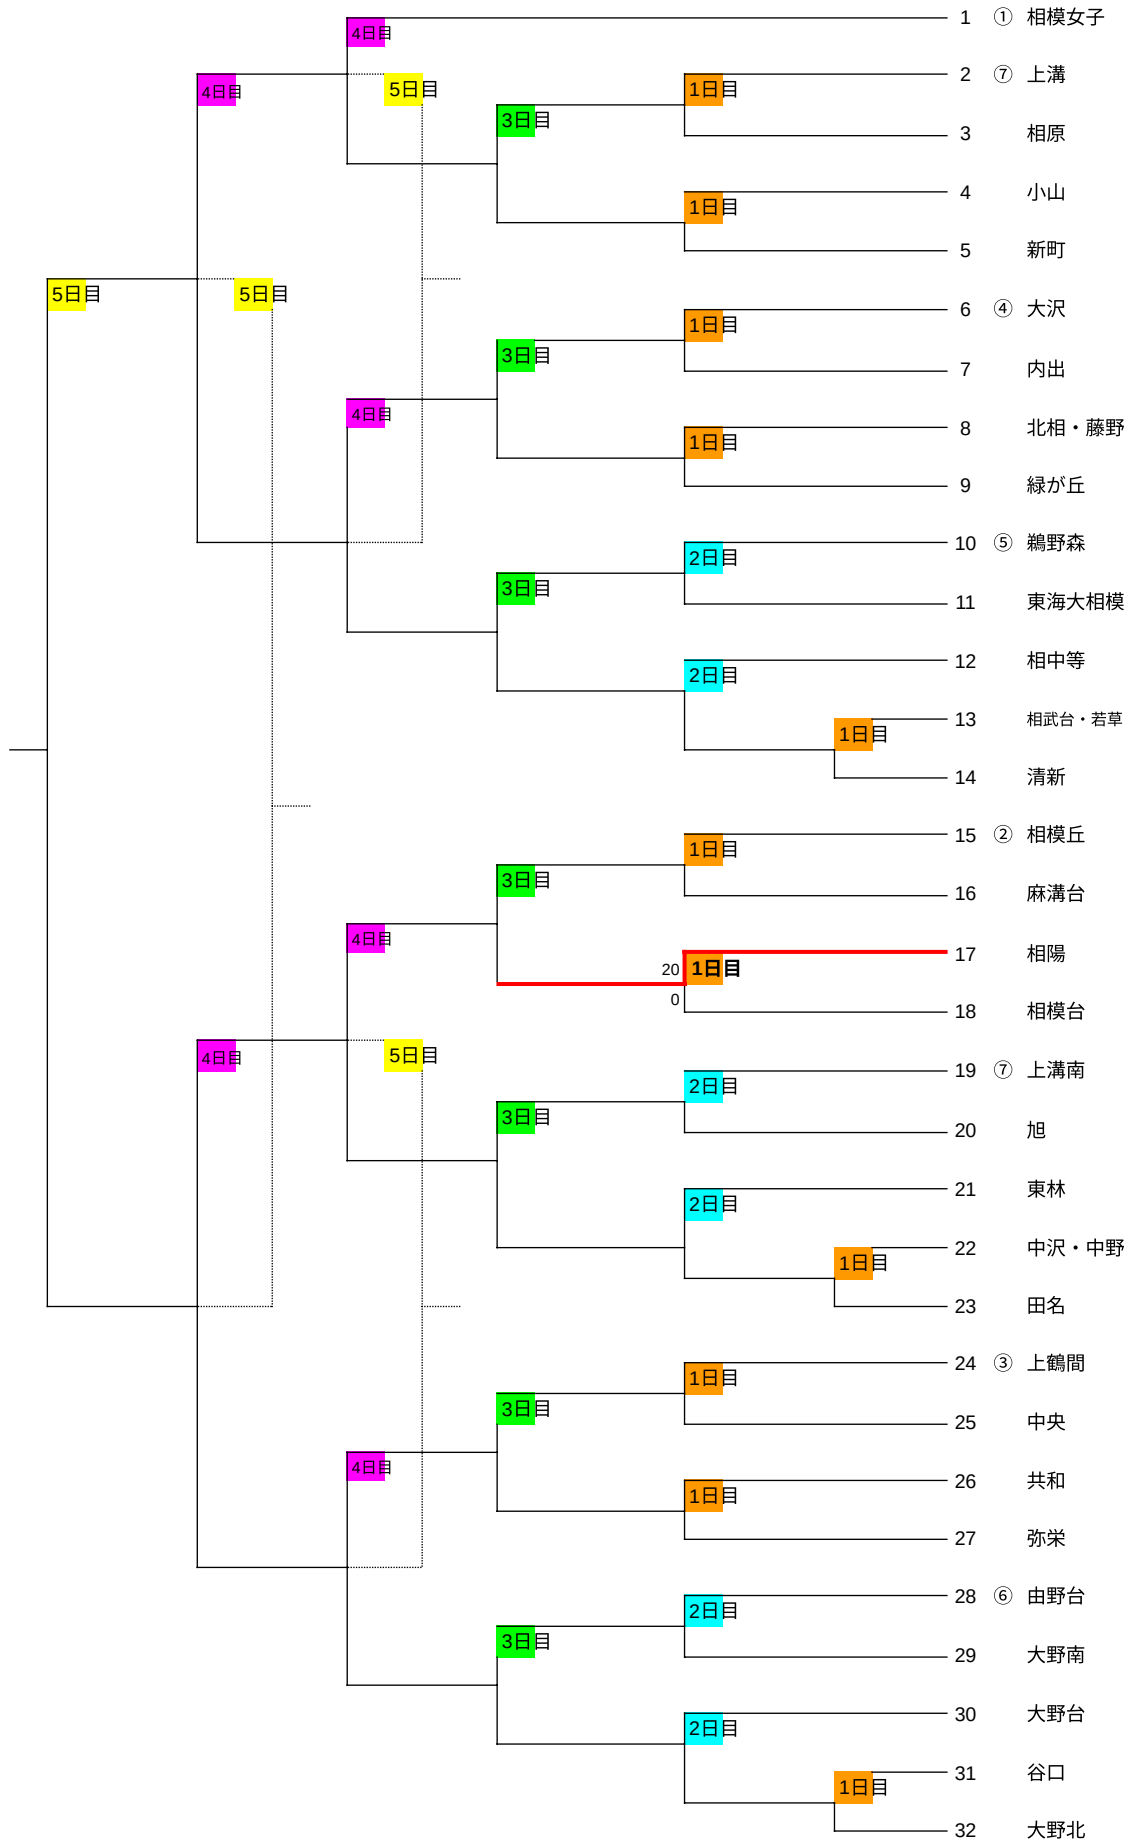 4日目 1 ① 相模女子
4日目 5日目 1日目 2 ⑦ 上溝
3日目
3 相原
1日目 4 小山
5 新町
5日目 5日目
1日目 6 ④ 大沢
3日目
7 内出
4日目
1日目 8 北相・藤野
9 緑が丘
2日目 10 ⑤ 鵜野森
3日目
11 東海大相模
2日目 12 相中等
1日目 13 相武台・若草
14 清新
1日目 15 ② 相模丘
3日目
16 麻溝台
4日目
20 1日目 17 相陽
0 18 相模台
4日目 5日目
2日目 19 ⑦ 上溝南
3日目
20 旭
2日目 21 東林
1日目 22 中沢・中野
23 田名
1日目 24 ③ 上鶴間
3日目
25 中央
4日目
1日目 26 共和
27 弥栄
2日目 28 ⑥ 由野台
3日目
29 大野南
2日目 30 大野台
1日目 31 谷口
32 大野北